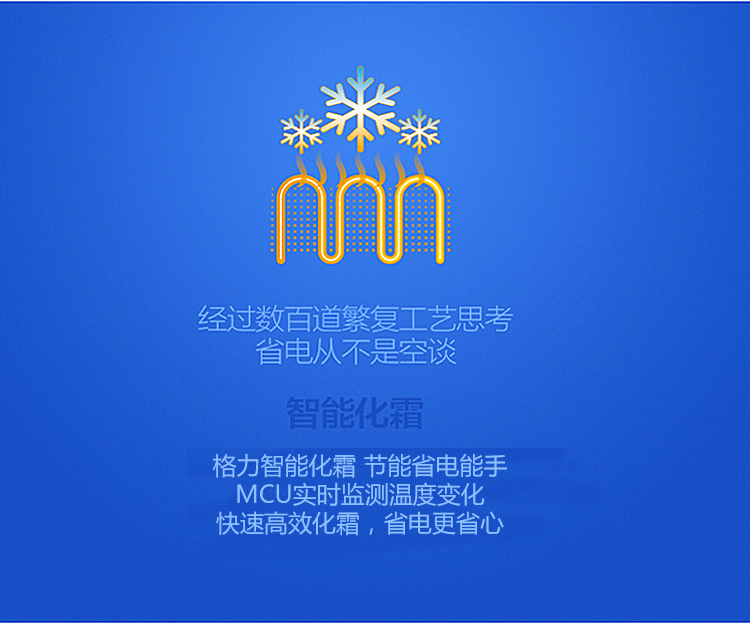 经过数百道繁复工艺思考
省电从不是空谈
智能化霜
格力智能化霜 节能省电能手
MCU实时监测温度变化
快速高效化霜，省电更省心